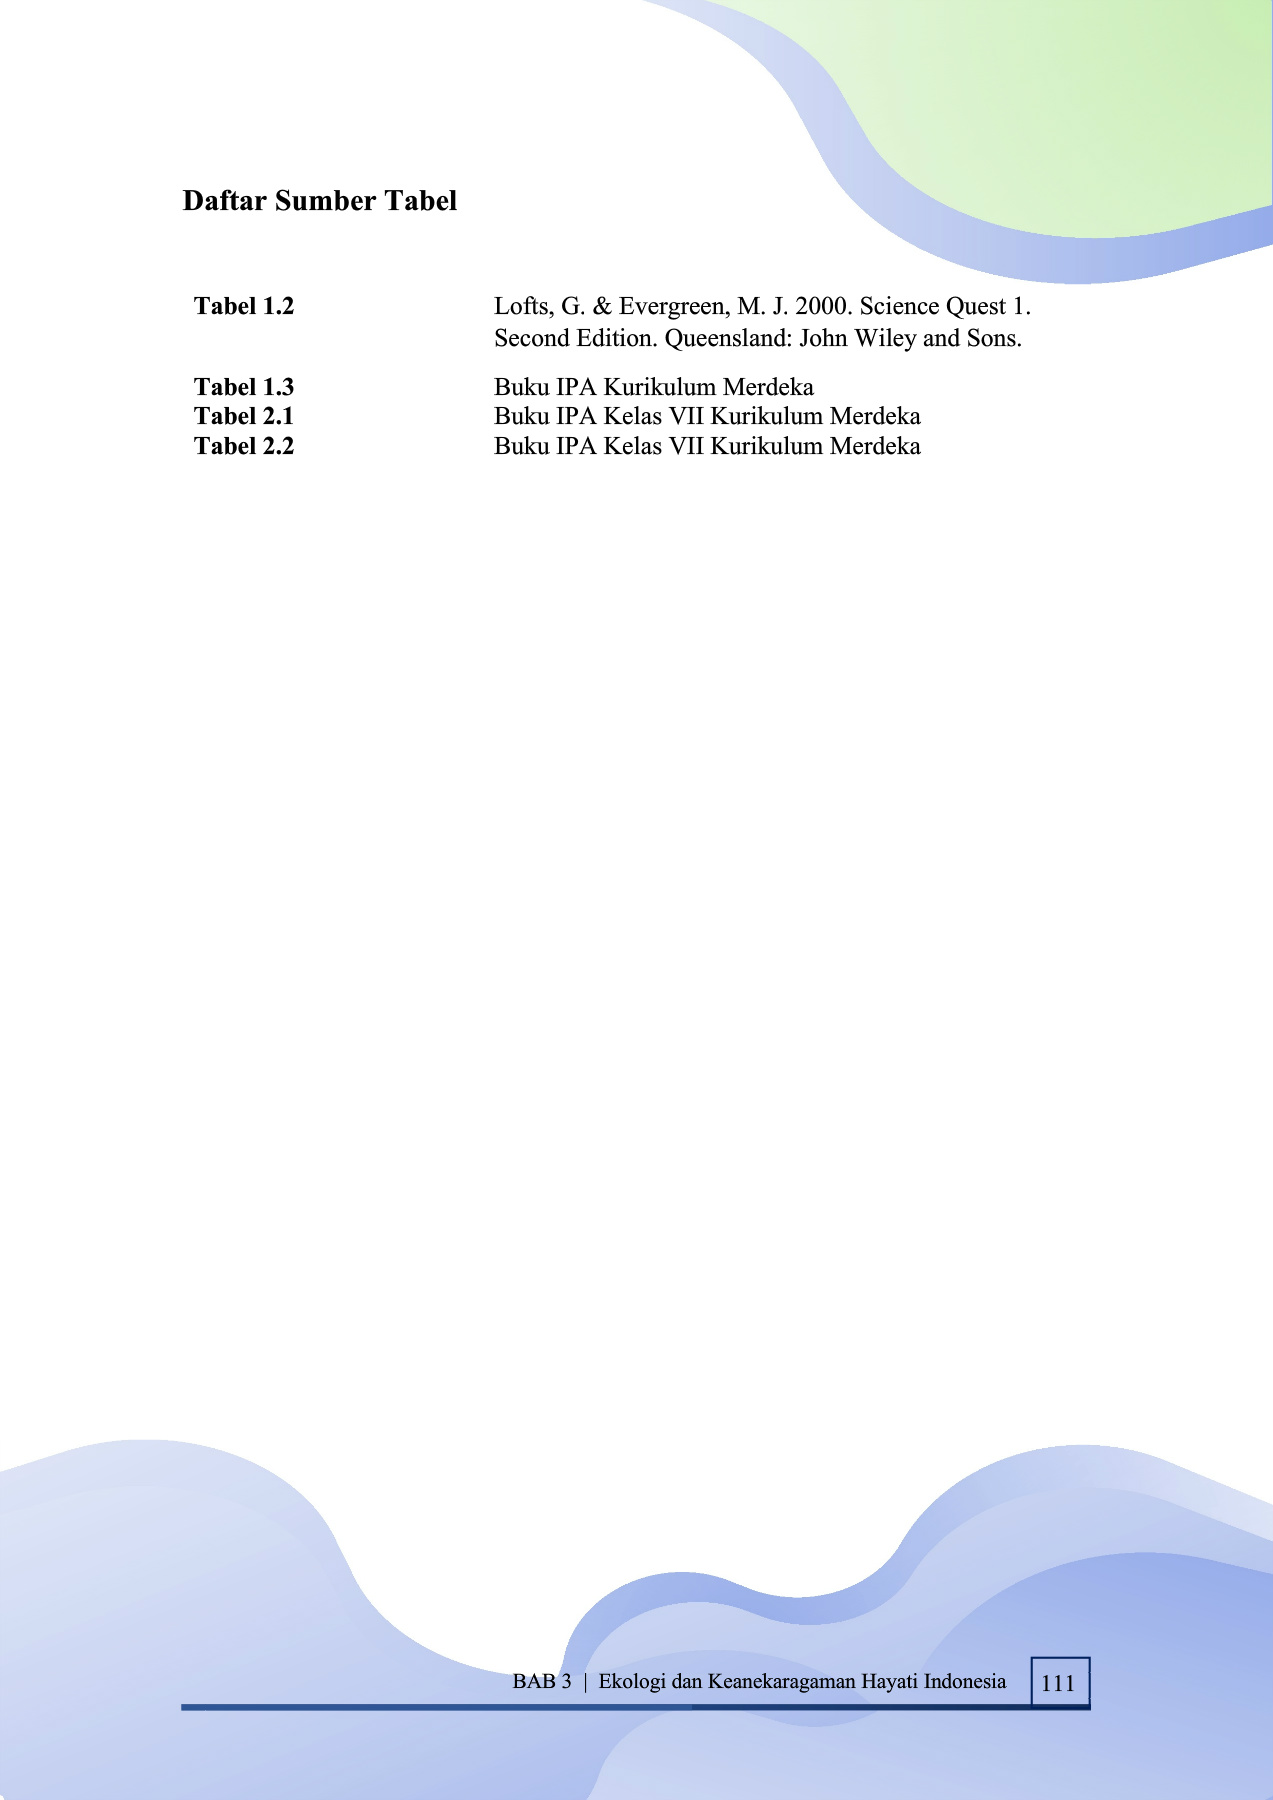 Daftar Sumber Tabel
Tabel 1.2 Lofts, G. & Evergreen, M. J. 2000. Science Quest 1.
Second Edition. Queensland: John Wiley and Sons.
Tabel 1.3 Buku IPA Kurikulum Merdeka
Tabel 2.1 Buku IPA Kelas VII Kurikulum Merdeka
Tabel 2.2 Buku IPA Kelas VII Kurikulum Merdeka
BAB 3 | Ekologi dan Keanekaragaman Hayati Indonesia 111